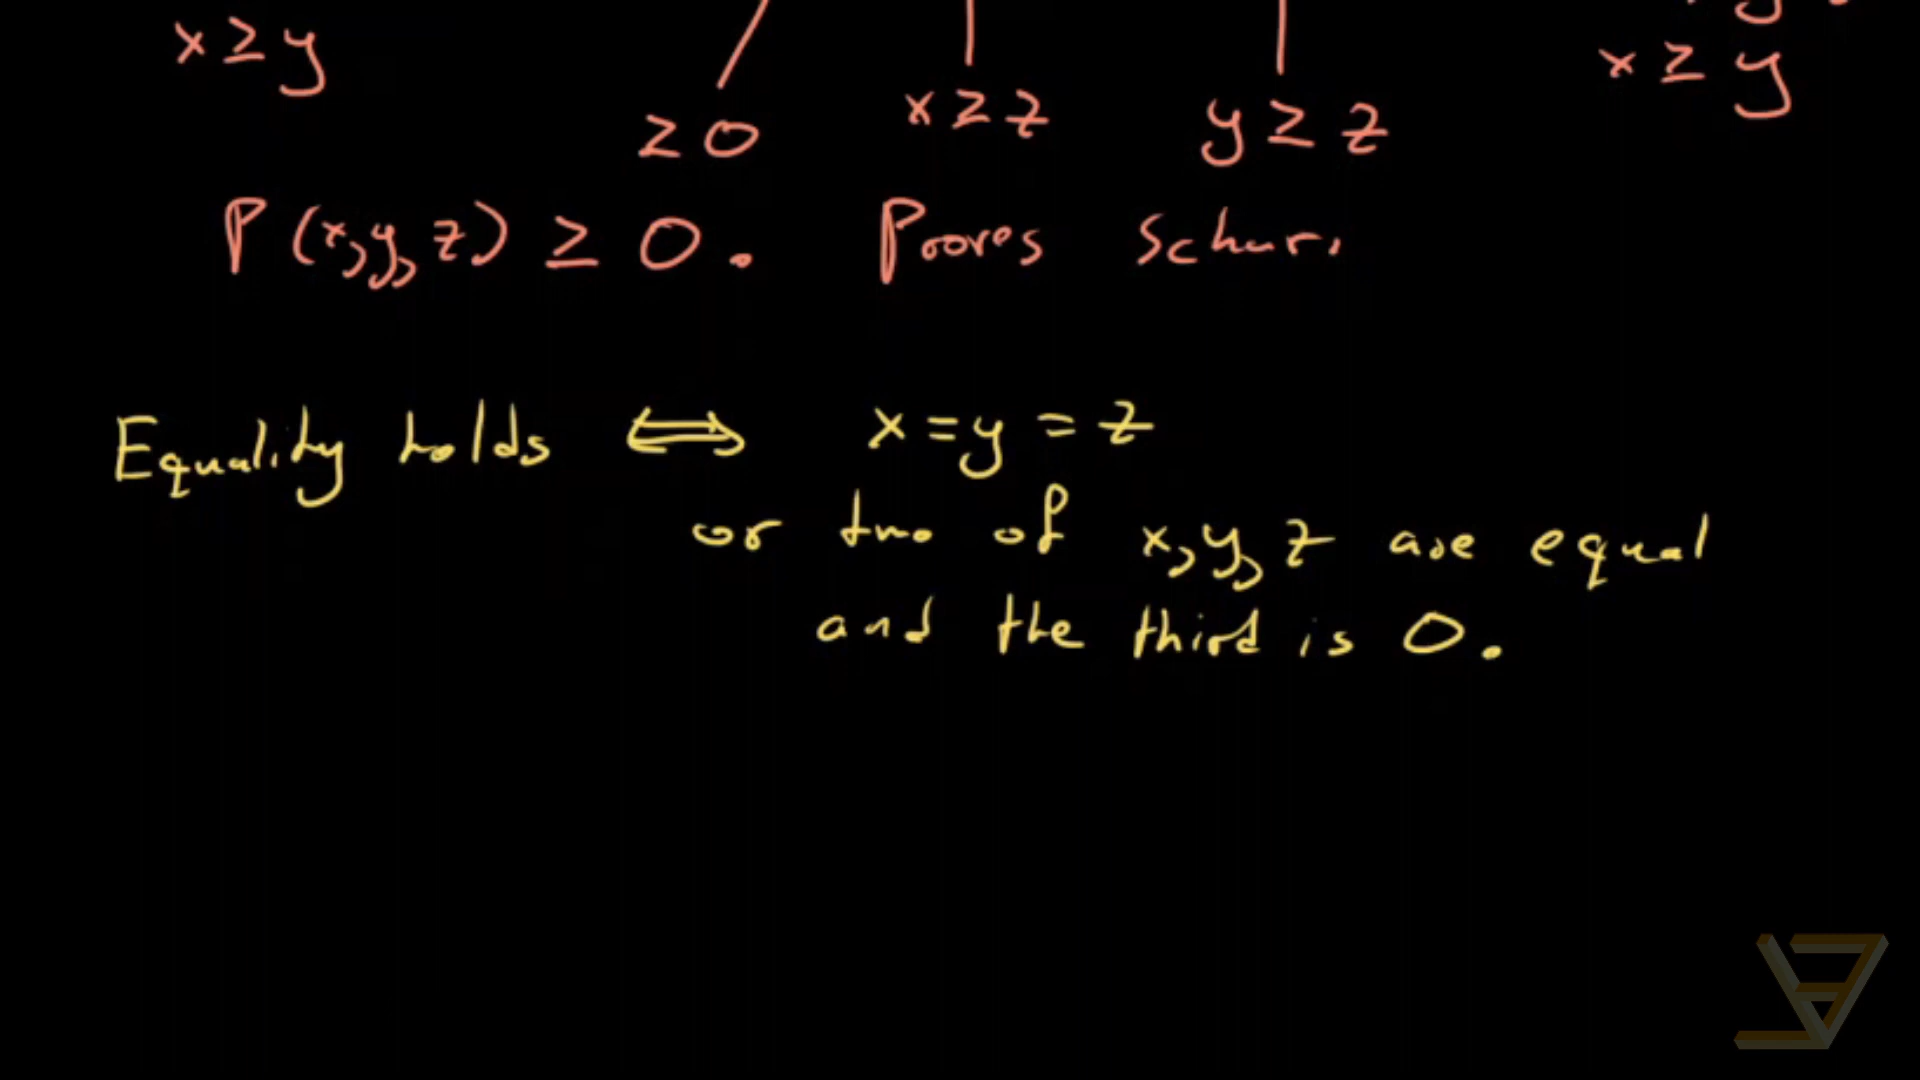 x ≥ y
≥ 0
x ≥ z
y ≥ z
x ≥ y
P(x,y,z) ≥ 0. Proves Schur.
Equality holds ⟺ x = y = z
or two of x, y, z are equal
and the third is 0.